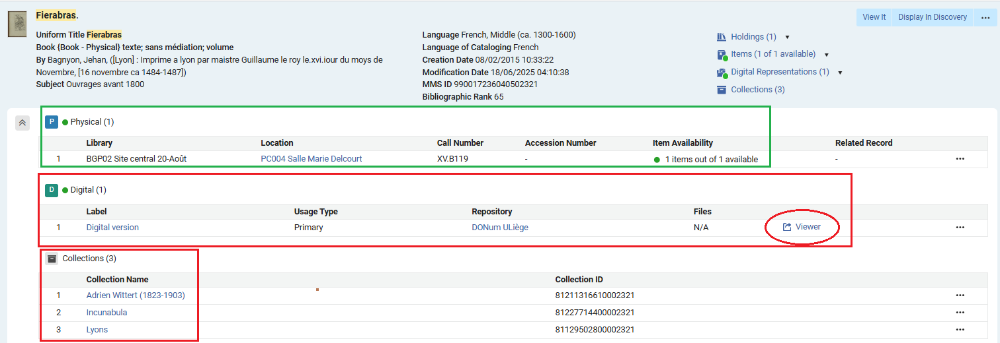 Fierabras.
View It Display In Discovery ...
Uniform Title Fierabras
Book {Book - Physical} texte; sans médiation; volume
By Bagnyon, Jehan, ([Lyon] : Imprime a lyon par maistre Guillaume le roy le.xvi.iour du moys de
Novembre, [16 novembre ca 1484-1487])
Subject Ouvrages avant 1800
Language French, Middle (ca. 1300-1600)
Language of Cataloging French
Creation Date 08/02/2015 10:33:22
Modification Date 18/06/2025 04:10:38
MMS ID 990017236040502321
Bibliographic Rank 65
Holdings (1)
Items (1 of 1 available)
Digital Representations (1)
Collections (3)
P Physical (1)
Library Location Call Number Accession Number Item Availability Related Record
1 BGP02 Site central 20-Août PC004 Salle Marie Delcourt XV.B119 - 1 items out of 1 available - ...
D Digital (1)
Label Usage Type Repository Files
1 Digital version Primary DONum ULiège N/A Viewer ...
Collections (3)
Collection Name Collection ID
1 Adrien Wittert (1823-1903) 81211316610002321 ...
2 Incunabula 81227714400002321 ...
3 Lyons 81129502800002321 ...